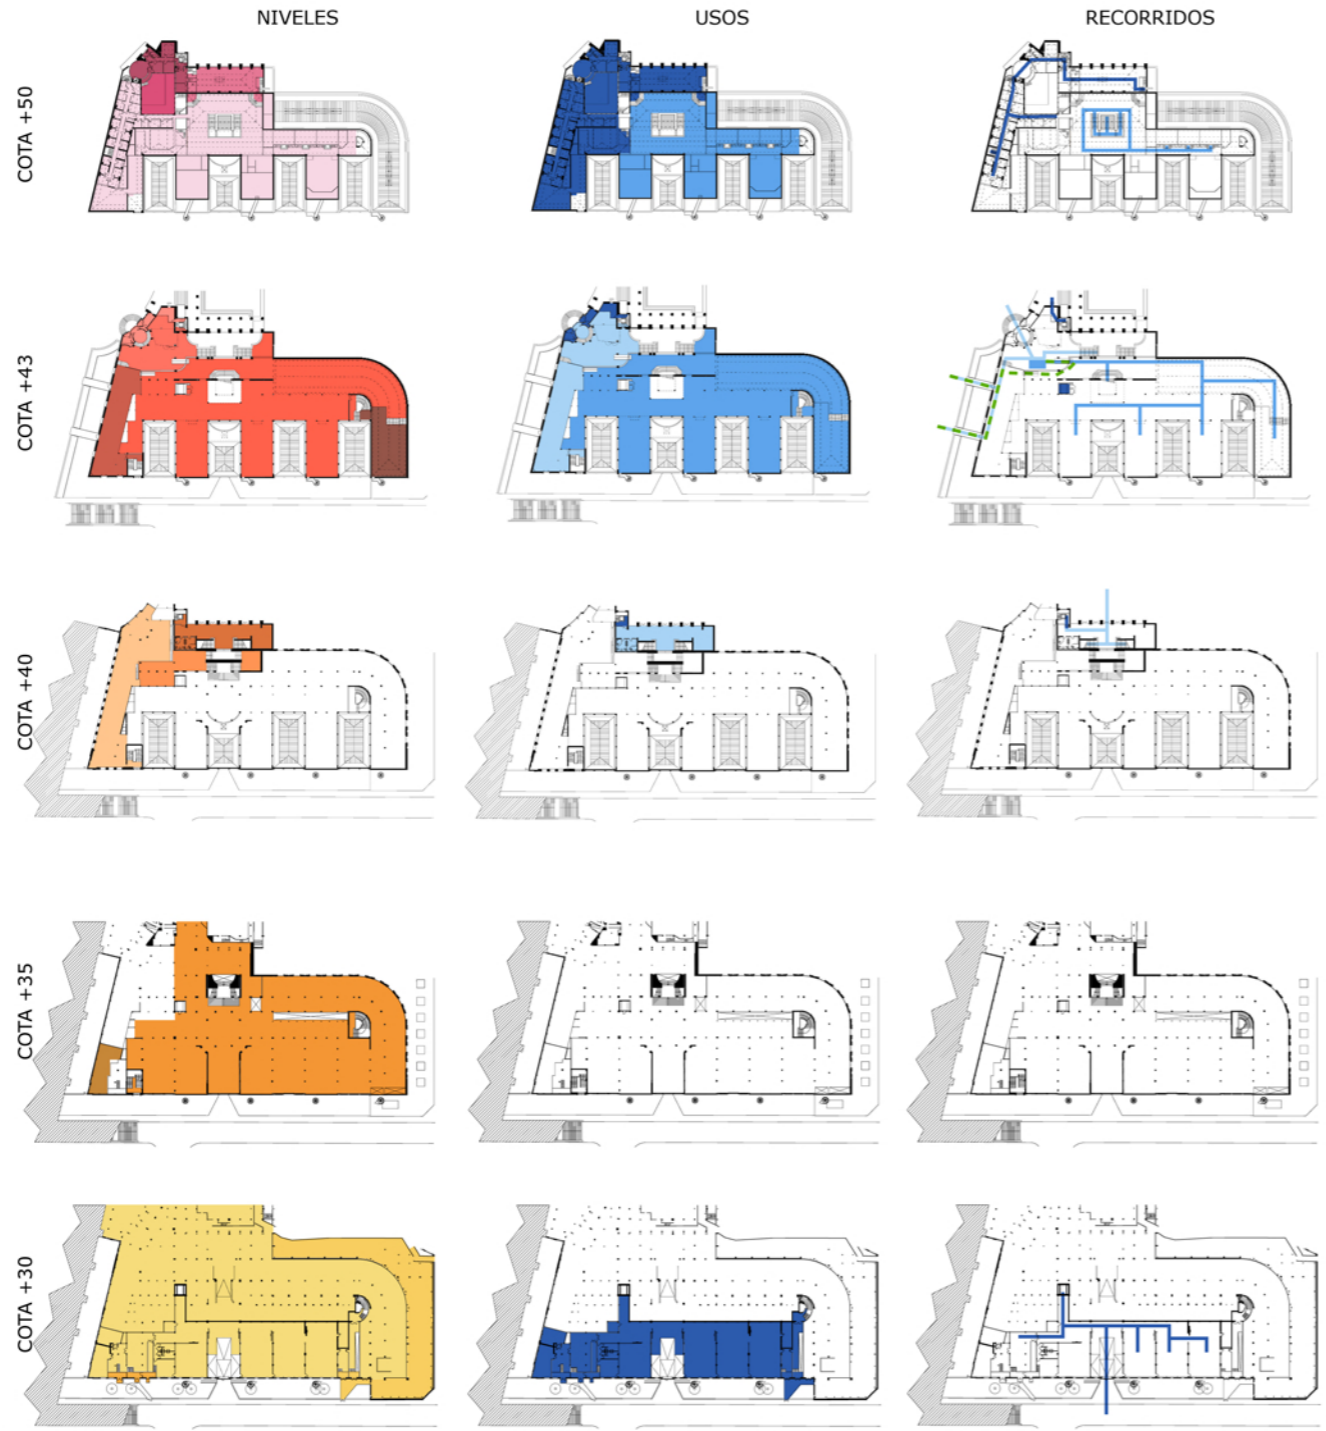 NIVELES
USOS
RECORRIDOS
COTA +50
COTA +43
COTA +40
COTA +35
COTA +30